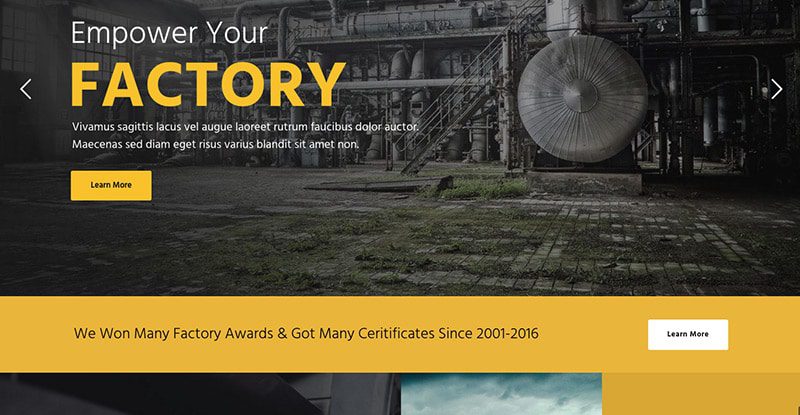 Empower Your
FACTORY
Vivamus sagittis lacus vel augue laoreet rutrum faucibus dolor auctor.
Maecenas sed diam eget risus varius blandit sit amet non.
Learn More
We Won Many Factory Awards & Got Many Ceritificates Since 2001-2016
Learn More